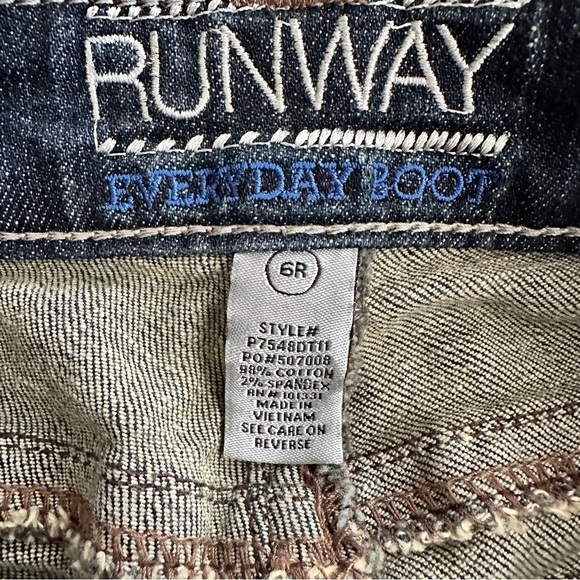 RUNWAY
EVERYDAY BOOT
6R
STYLE#
P7548DT11
PO#507008
98% COTTON
2% SPANDEX
RN# 101331
MADE IN
VIETNAM
SEE CARE ON
REVERSE